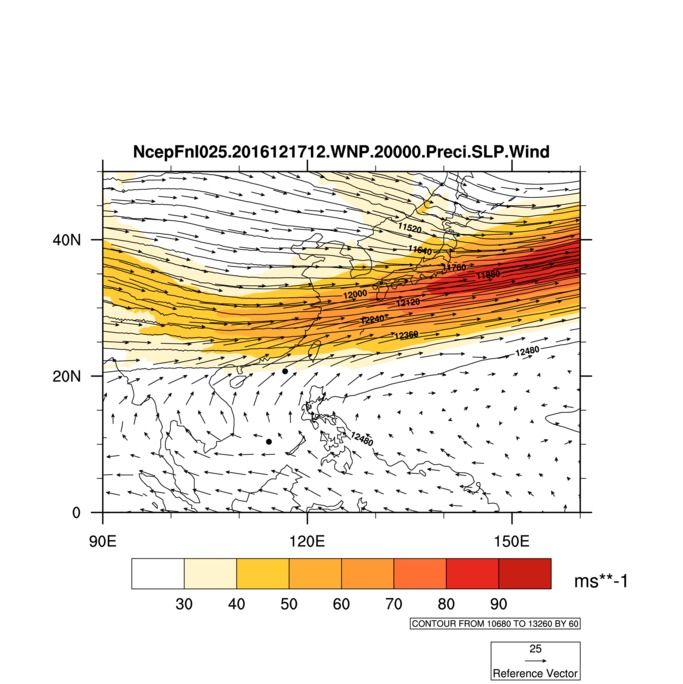 NcepFnl025.2016121712.WNP.20000.Preci.SLP.Wind
11520
40N
11640
11760
11880
12000
12120
12240
12360
12480
20N
12480
0
90E 120E 150E
30 40 50 60 70 80 90
ms**-1
CONTOUR FROM 10680 TO 13260 BY 60
25
Reference Vector